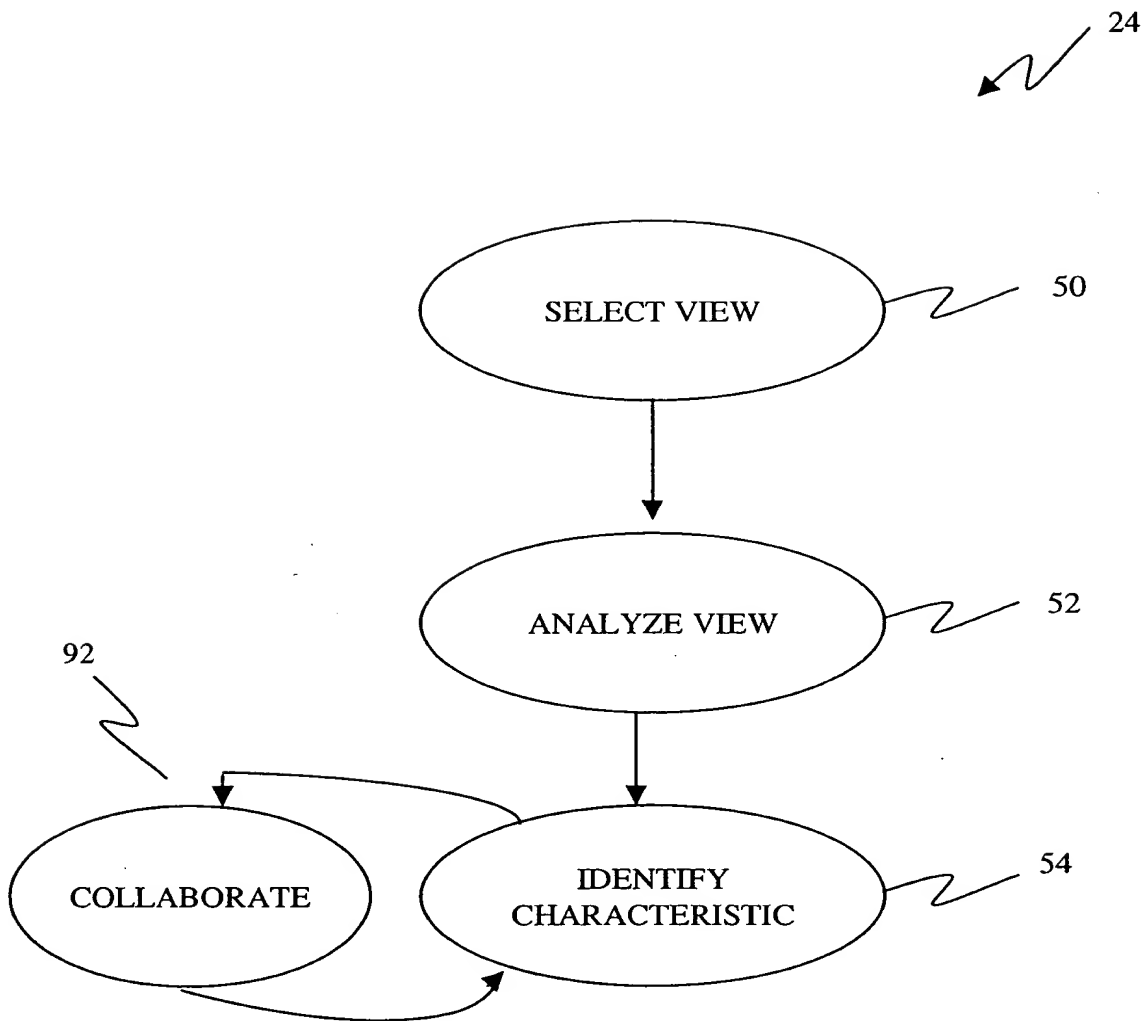 24
SELECT VIEW
50
ANALYZE VIEW
52
92
COLLABORATE
IDENTIFY
CHARACTERISTIC
54